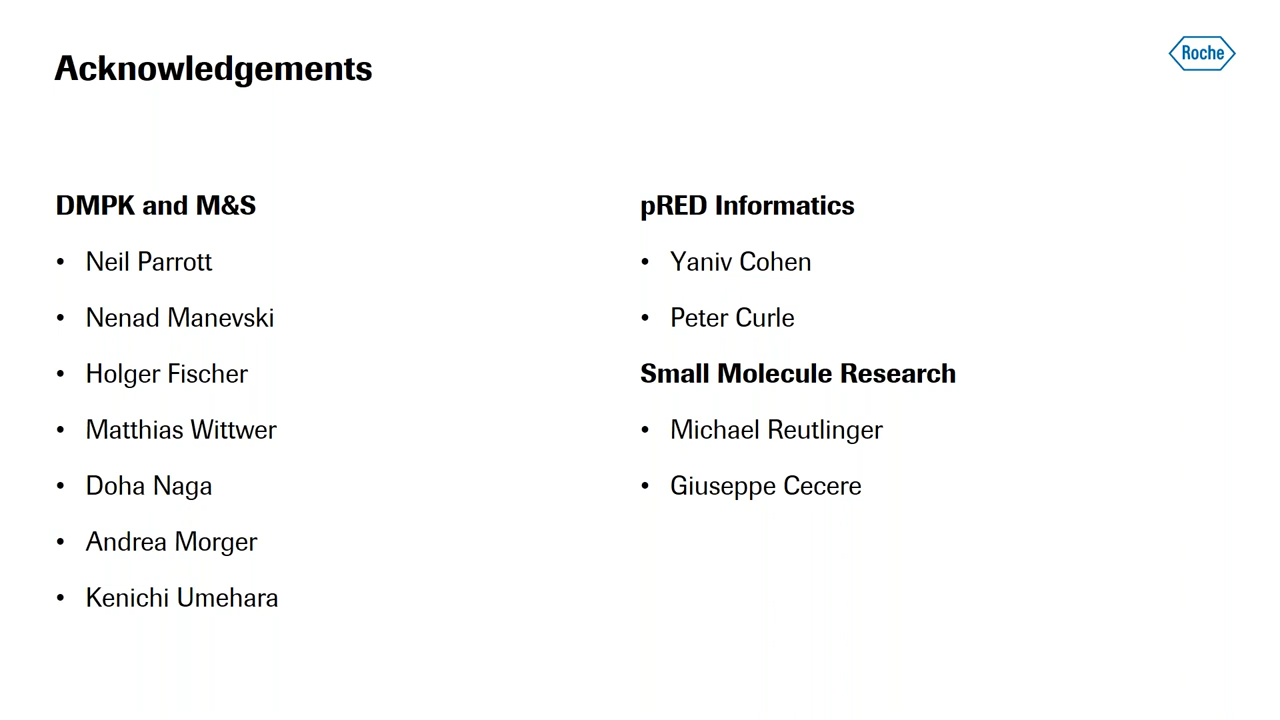 Acknowledgements
Roche
DMPK and M&S
• Neil Parrott
• Nenad Manevski
• Holger Fischer
• Matthias Wittwer
• Doha Naga
• Andrea Morger
• Kenichi Umehara
pRED Informatics
• Yaniv Cohen
• Peter Curle
Small Molecule Research
• Michael Reutlinger
• Giuseppe Cecere